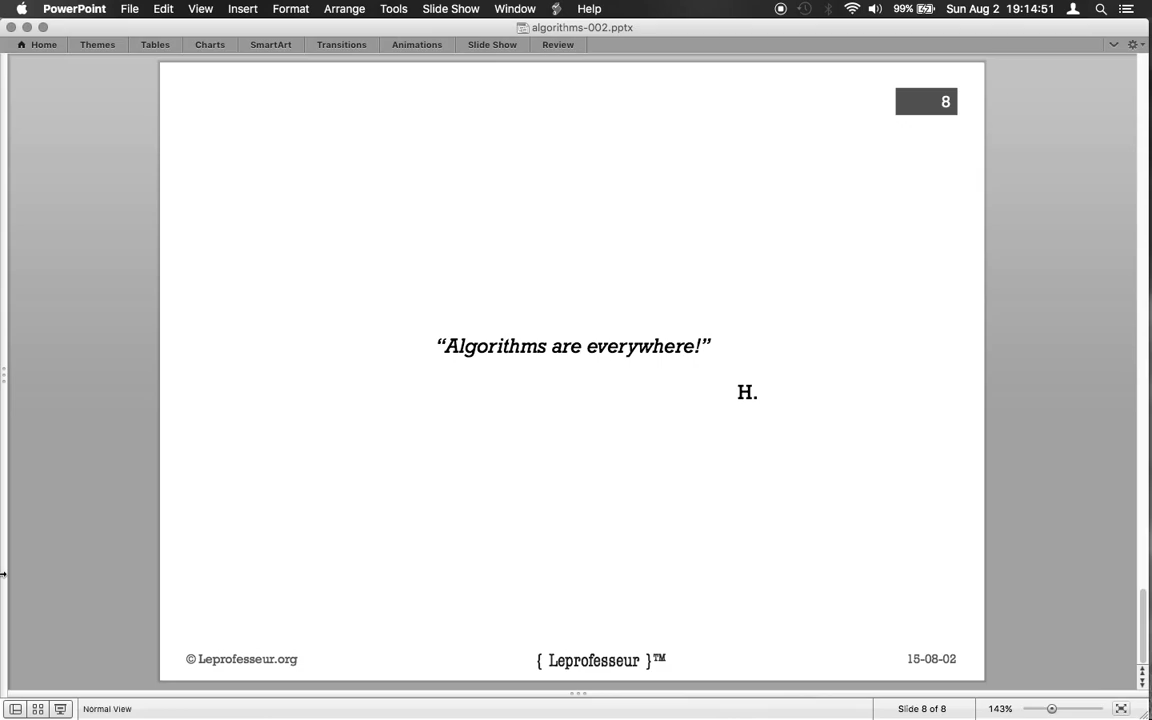 PowerPoint File Edit View Insert Format Arrange Tools Slide Show Window Help 99% Sun Aug 2 19:14:51
algorithms-002.pptx
Home Themes Tables Charts SmartArt Transitions Animations Slide Show Review
8
“Algorithms are everywhere!”
H.
© Leprofesseur.org { Leprofesseur }™ 15-08-02
Normal View Slide 8 of 8 143%